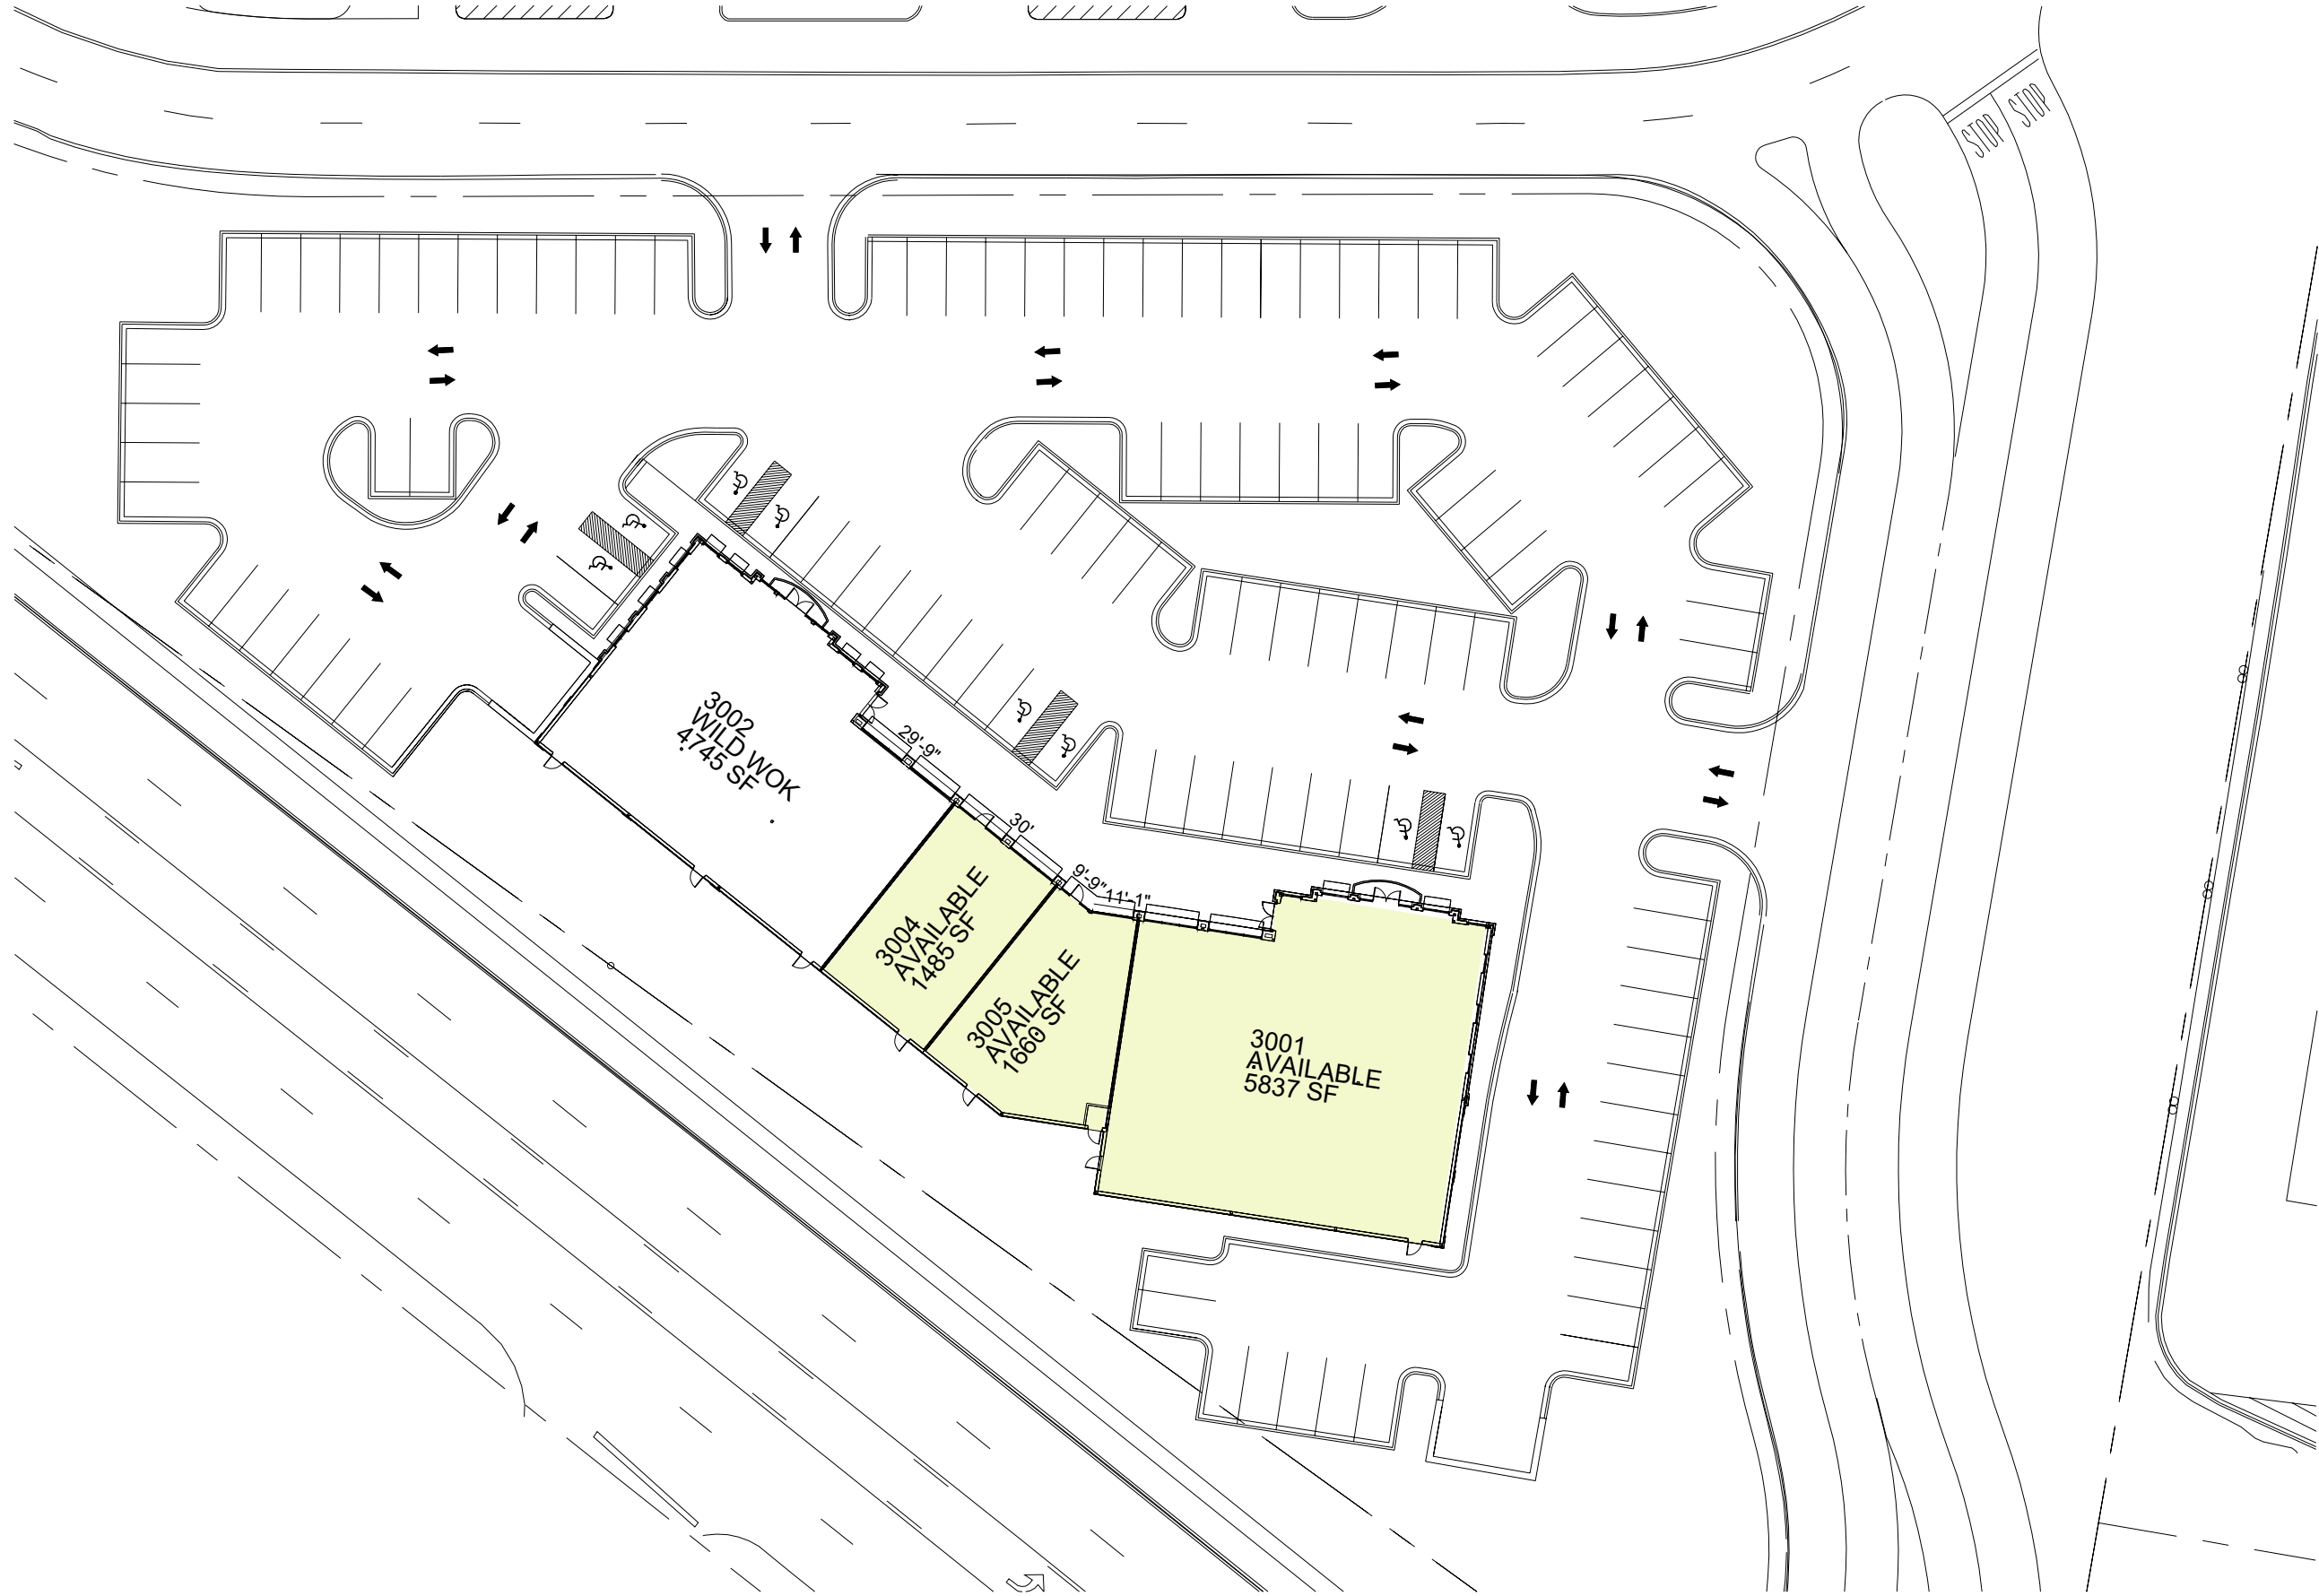 STOP
STOP
3002
WILD WOK
4745 SF
29'-9"
30'
9'-9"
11'-1"
3004
AVAILABLE
1485 SF
3005
AVAILABLE
1660 SF
3001
AVAILABLE
5837 SF